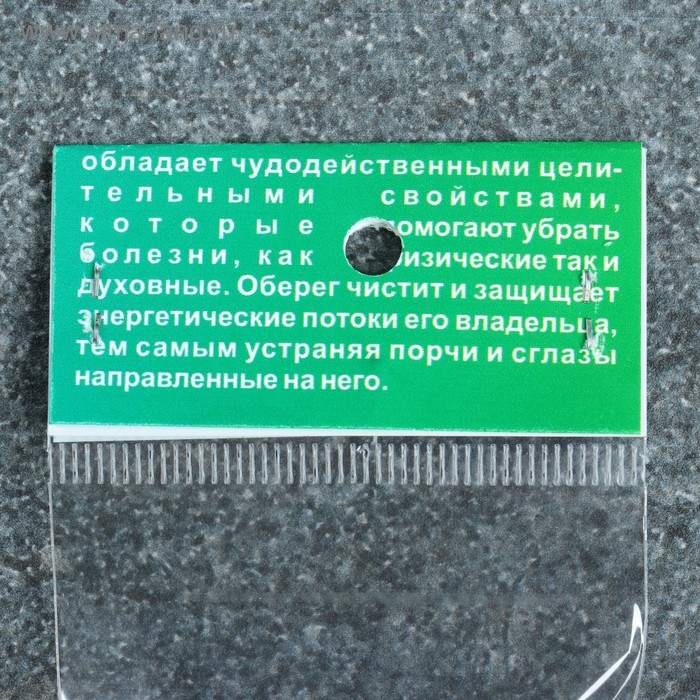 обладает чудодейственными цели-
тельными свойствами,
которые помогают убрать
болезни, как физические так и
духовные. Оберег чистит и защищает
энергетические потоки его владельца,
тем самым устраняя порчи и сглазы
направленные на него.